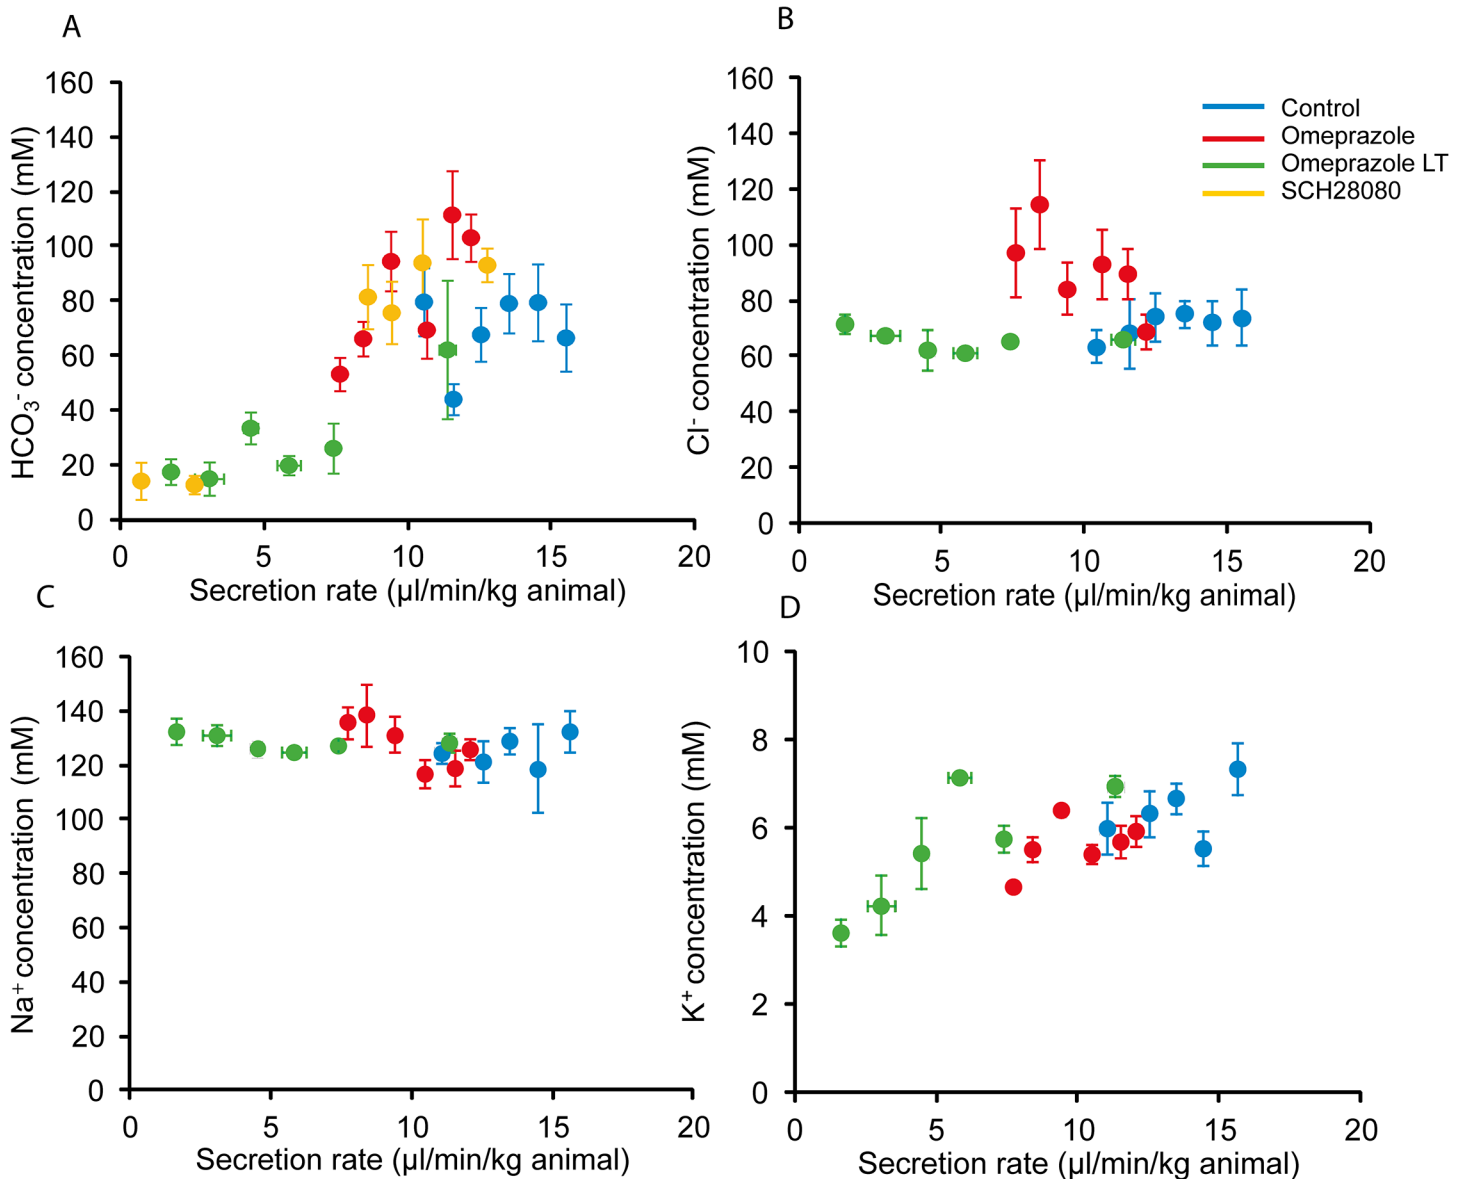 A
HCO₃⁻ concentration (mM)
160
140
120
100
80
60
40
20
0
0 5 10 15 20
Secretion rate (µl/min/kg animal)
B
Cl⁻ concentration (mM)
160
140
120
100
80
60
40
20
0
0 5 10 15 20
Secretion rate (µl/min/kg animal)
Control
Omeprazole
Omeprazole LT
SCH28080
C
Na⁺ concentration (mM)
160
140
120
100
80
60
40
20
0
0 5 10 15 20
Secretion rate (µl/min/kg animal)
D
K⁺ concentration (mM)
10
8
6
4
2
0
0 5 10 15 20
Secretion rate (µl/min/kg animal)